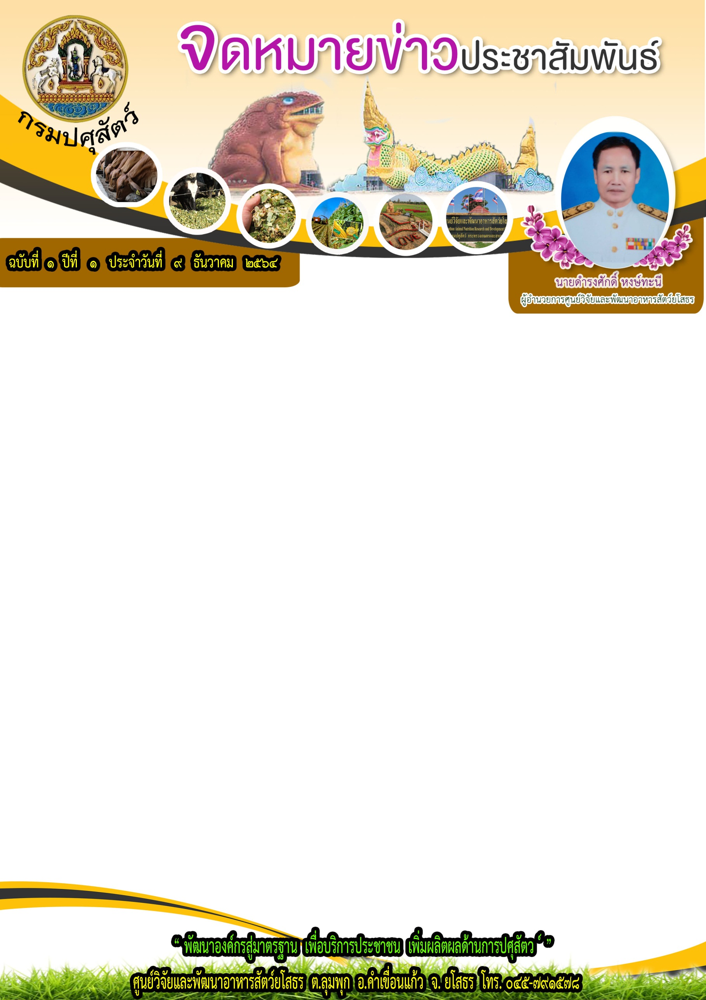 จดหมายข่าวประชาสัมพันธ์
กรมปศุสัตว์
LOVE
นย์วิจัยและพัฒนาอาหารสัตว์ยโส
othon Animal Nutrition Research and Development
รมปศุสัตว์ กระทรวงเกษตรและสห
ฉบับที่ ๑ ปีที่ ๑ ประจำวันที่ ๙ ธันวาคม ๒๕๖๔
นายดำรงศักดิ์ หงษ์ทะนี
ผู้อำนวยการศูนย์วิจัยและพัฒนาอาหารสัตว์ยโสธร
“ พัฒนาองค์กรสู่มาตรฐาน เพื่อบริการประชาชน เพิ่มผลิตผลด้านการปศุสัตว์ ”
ศูนย์วิจัยและพัฒนาอาหารสัตว์ยโสธร ต.ลุมพุก อ.คำเขื่อนแก้ว จ. ยโสธร โทร. ๐๔๕-๗๙๑๕๗๘